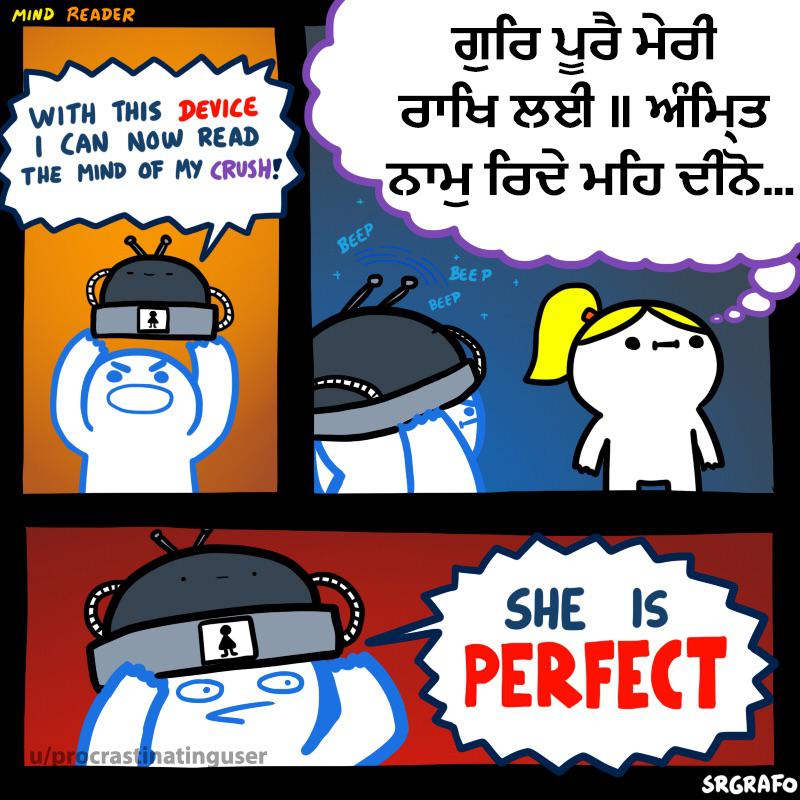 MIND READER
WITH THIS DEVICE
I CAN NOW READ
THE MIND OF MY CRUSH!
ਗੁਰਿ ਪੂਰੈ ਮੇਰੀ
ਰਾਖਿ ਲਈ ॥ ਅੰਮ੍ਰਿਤ
ਨਾਮੁ ਰਿਦੇ ਮਹਿ ਦੀਨੋ...
BEEP
BEEP
BEEP
SHE IS
PERFECT
u/procrastinatinguser
SRGRAFO